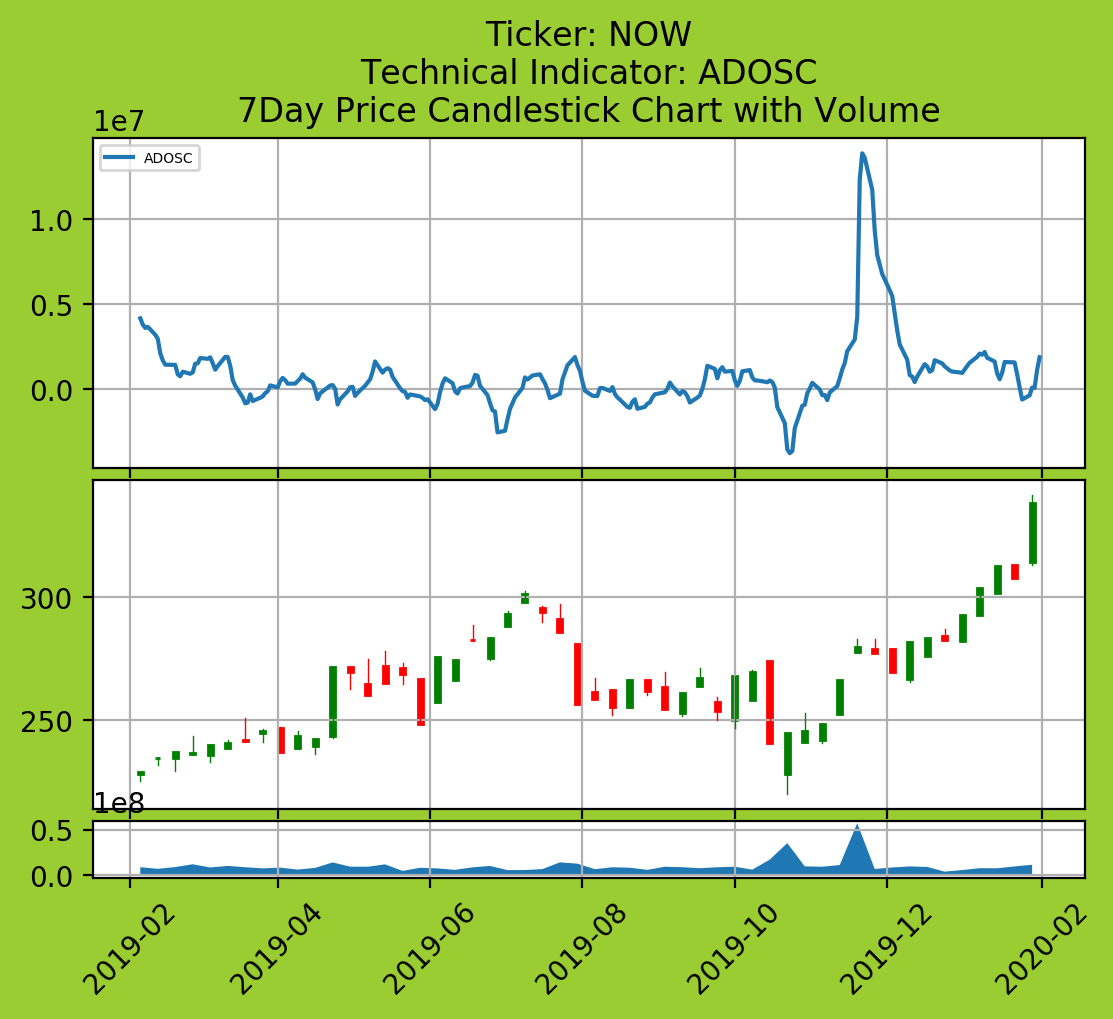 Ticker: NOW
Technical Indicator: ADOSC
7Day Price Candlestick Chart with Volume
1e7
ADOSC
1.0
0.5
0.0
300
250
1e8
0.5
0.0
2019-02
2019-04
2019-06
2019-08
2019-10
2019-12
2020-02